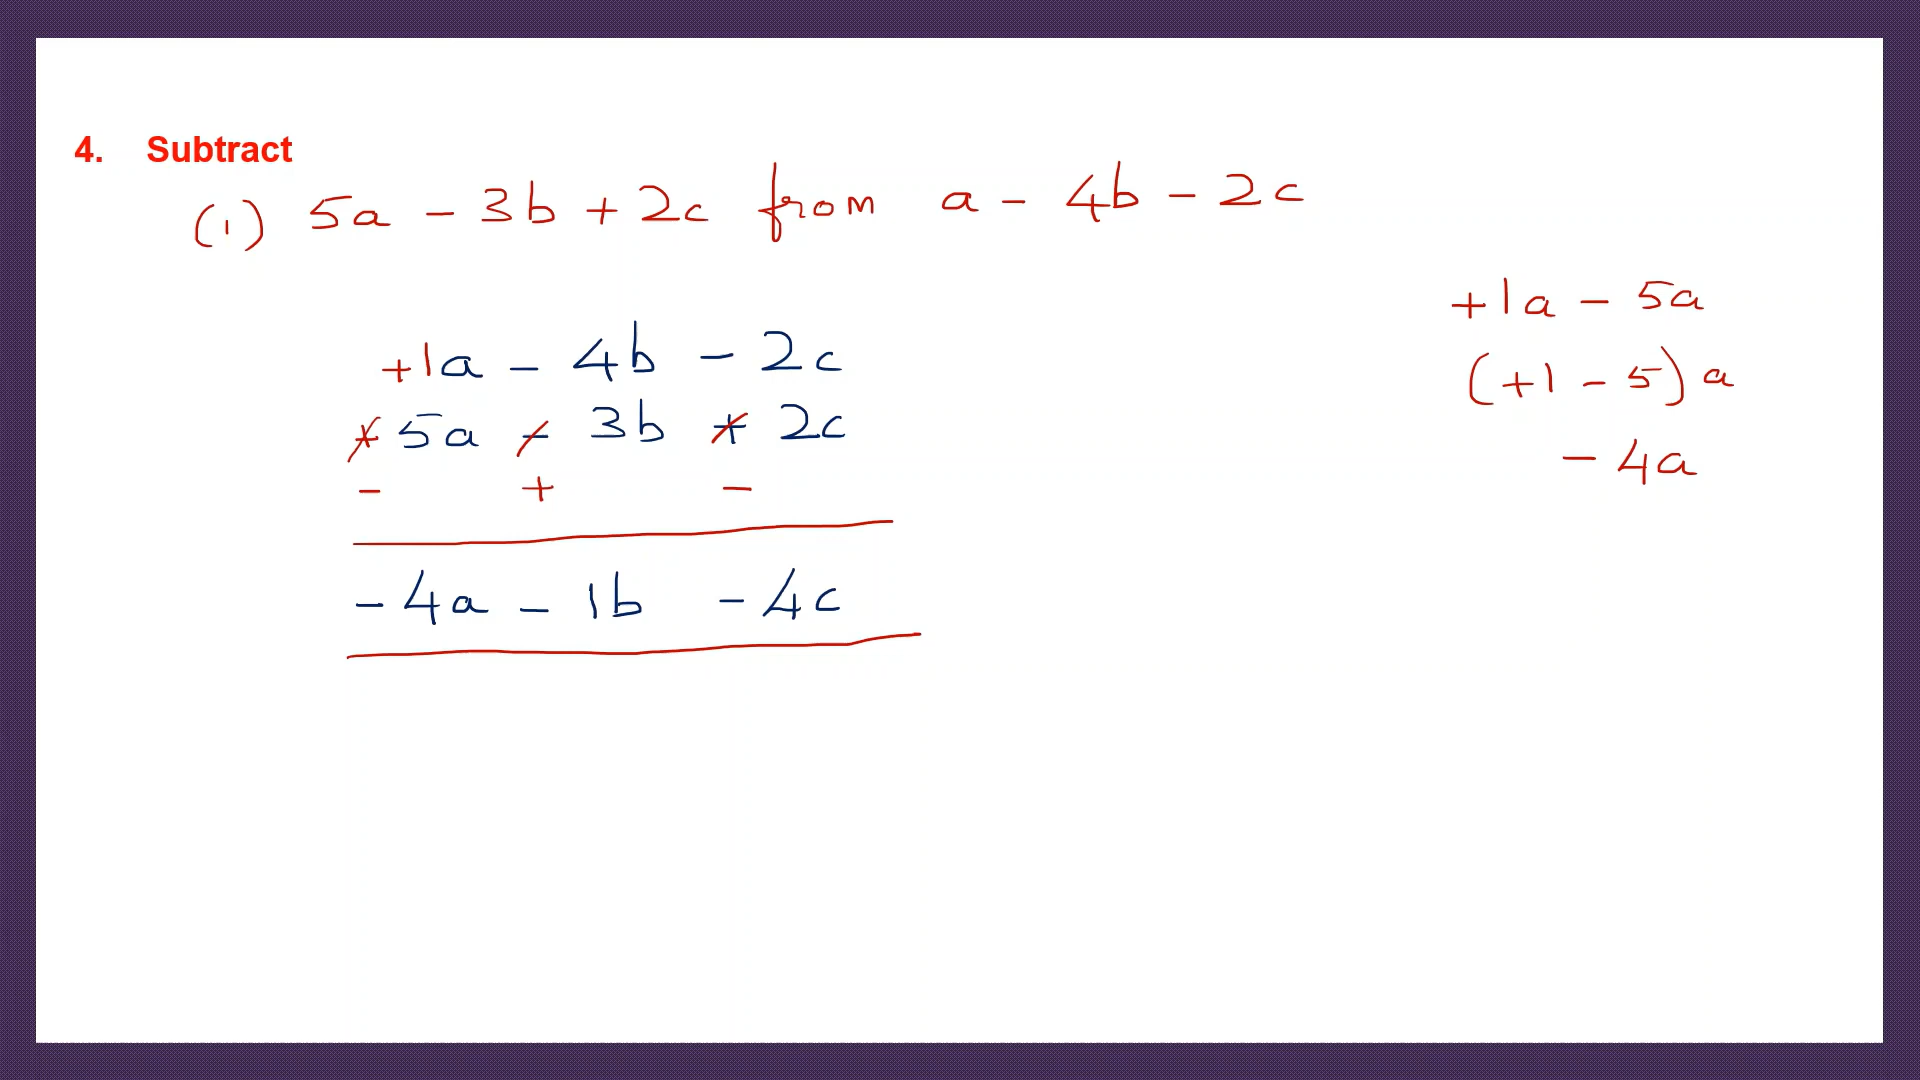 4. Subtract
(1) 5a - 3b + 2c from a - 4b - 2c
+1a - 5a
+1a - 4b - 2c
(+1 - 5) a
+ 5a - 3b + 2c
- 4a
- + -
- 4a - 1b - 4c